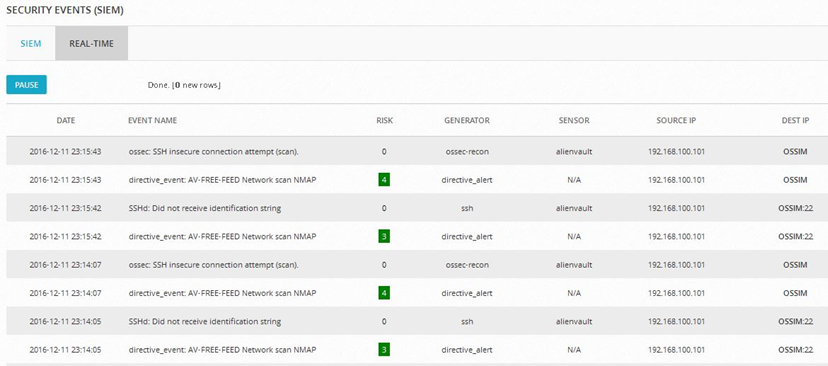 SECURITY EVENTS (SIEM)
SIEM REAL-TIME
PAUSE Done. [0 new rows]
DATE EVENT NAME RISK GENERATOR SENSOR SOURCE IP DEST IP
2016-12-11 23:15:43 ossec: SSH insecure connection attempt (scan). 0 ossec-recon alienvault 192.168.100.101 OSSIM
2016-12-11 23:15:43 directive_event: AV-FREE-FEED Network scan NMAP 4 directive_alert N/A 192.168.100.101 OSSIM
2016-12-11 23:15:42 SSHd: Did not receive identification string 0 ssh alienvault 192.168.100.101 OSSIM:22
2016-12-11 23:15:42 directive_event: AV-FREE-FEED Network scan NMAP 3 directive_alert N/A 192.168.100.101 OSSIM:22
2016-12-11 23:14:07 ossec: SSH insecure connection attempt (scan). 0 ossec-recon alienvault 192.168.100.101 OSSIM
2016-12-11 23:14:07 directive_event: AV-FREE-FEED Network scan NMAP 4 directive_alert N/A 192.168.100.101 OSSIM
2016-12-11 23:14:05 SSHd: Did not receive identification string 0 ssh alienvault 192.168.100.101 OSSIM:22
2016-12-11 23:14:05 directive_event: AV-FREE-FEED Network scan NMAP 3 directive_alert N/A 192.168.100.101 OSSIM:22